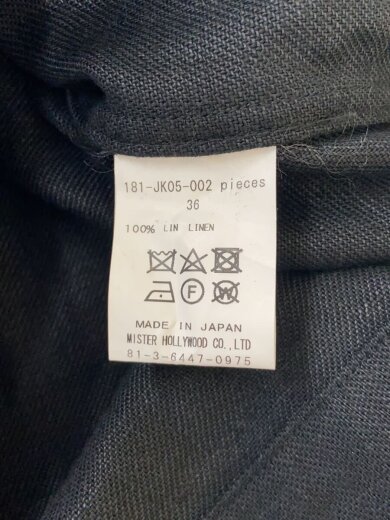 181-JK05-002 pieces
36
100% LIN LINEN
F W
MADE IN JAPAN
MISTER HOLLYWOOD CO.,LTD
81-3-6447-0975